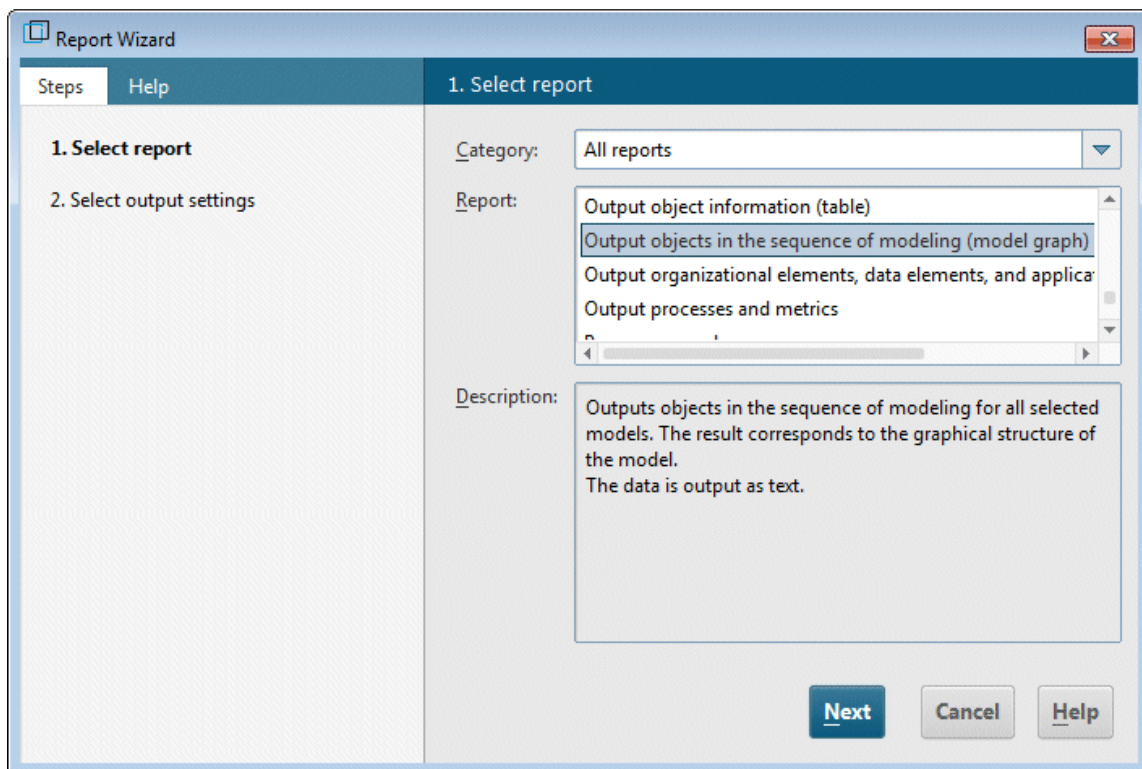 Report Wizard
Steps
Help
1. Select report
2. Select output settings
1. Select report
Category:
All reports
Report:
Output object information (table)
Output objects in the sequence of modeling (model graph)
Output organizational elements, data elements, and applica
Output processes and metrics
Description:
Outputs objects in the sequence of modeling for all selected
models. The result corresponds to the graphical structure of
the model.
The data is output as text.
Next
Cancel
Help